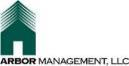 ARBOR MANAGEMENT, LLC